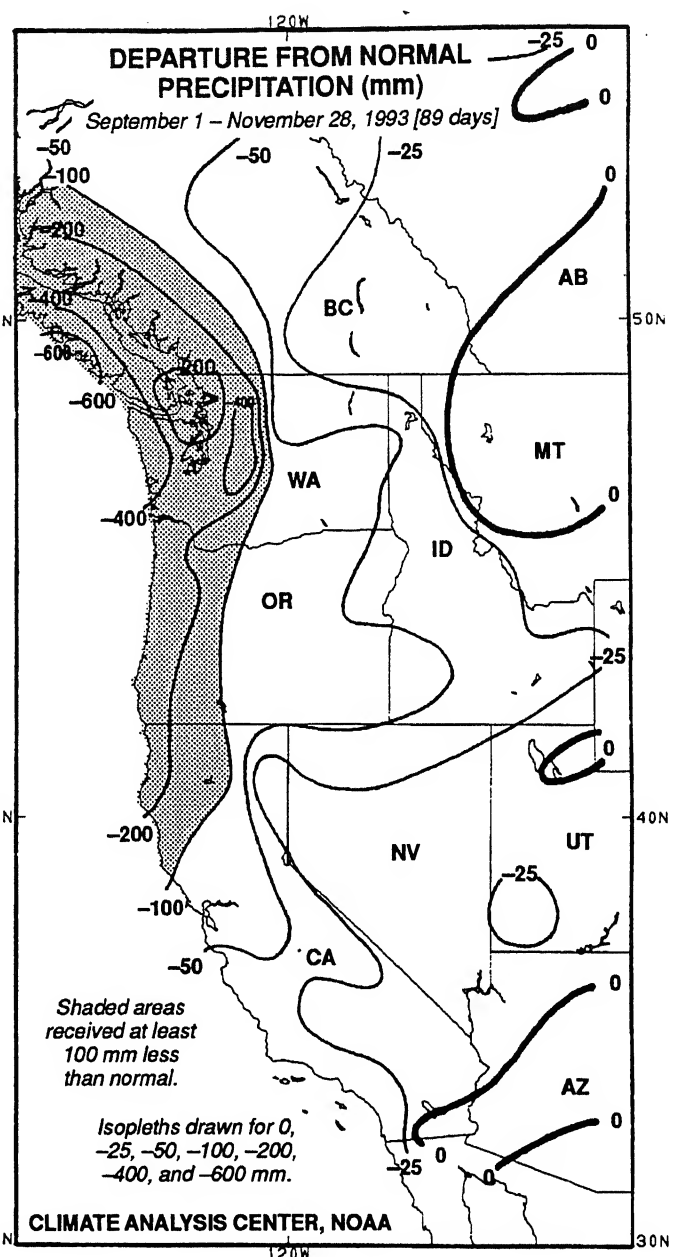 120W
DEPARTURE FROM NORMAL
PRECIPITATION (mm)
September 1 – November 28, 1993 [89 days]
–25
0
0
–50
–100
–50
–25
0
–200
AB
–400
BC
N
50N
–600
–200
–600
–400
MT
WA
0
–400
ID
OR
–25
0
N
40N
–200
NV
UT
–25
–100
CA
–50
0
Shaded areas
received at least
100 mm less
than normal.
AZ
0
Isopleths drawn for 0,
–25, –50, –100, –200,
–400, and –600 mm.
–25
0
0
CLIMATE ANALYSIS CENTER, NOAA
N
30N
120W